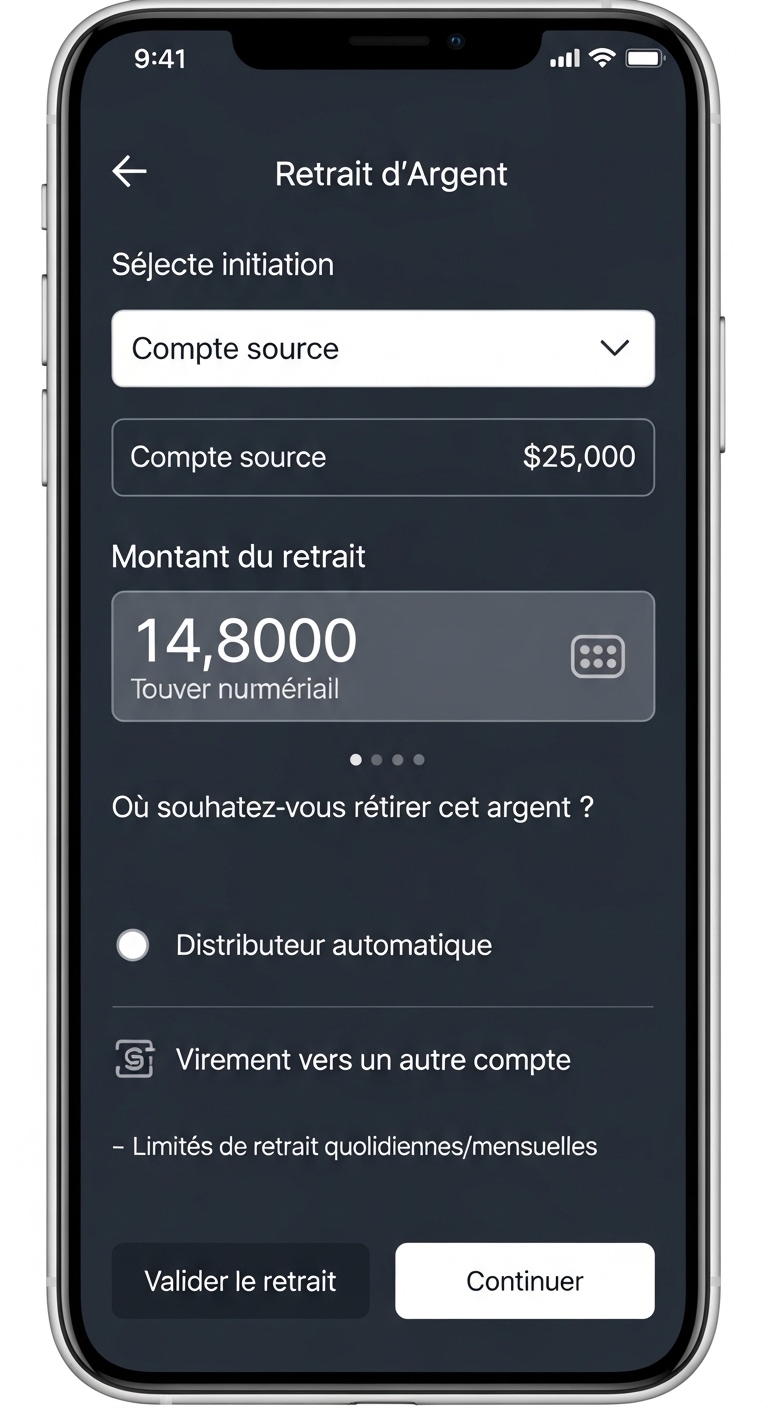 9:41
Retrait d’Argent
Séjecte initiation
Compte source
Compte source $25,000
Montant du retrait
14,8000
Touver numériail
Où souhatez-vous rétirer cet argent ?
Distributeur automatique
Virement vers un autre compte
– Limités de retrait quolidiennes/mensuelles
Valider le retrait Continuer